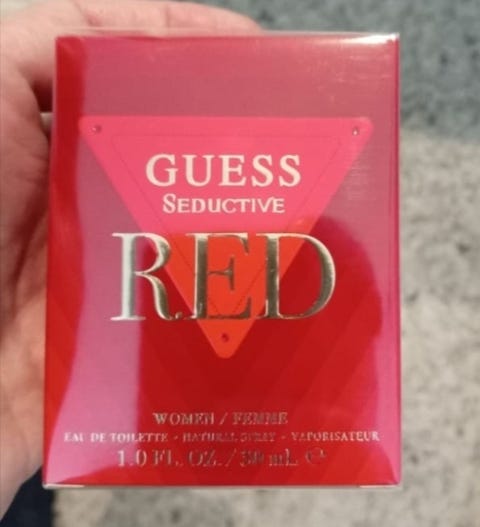 GUESS
SEDUCTIVE
RED
WOMEN / FEMME
EAU DE TOILETTE - NATURAL SPRAY - VAPORISATEUR
1.0 FL. OZ. / 30 mL ℮